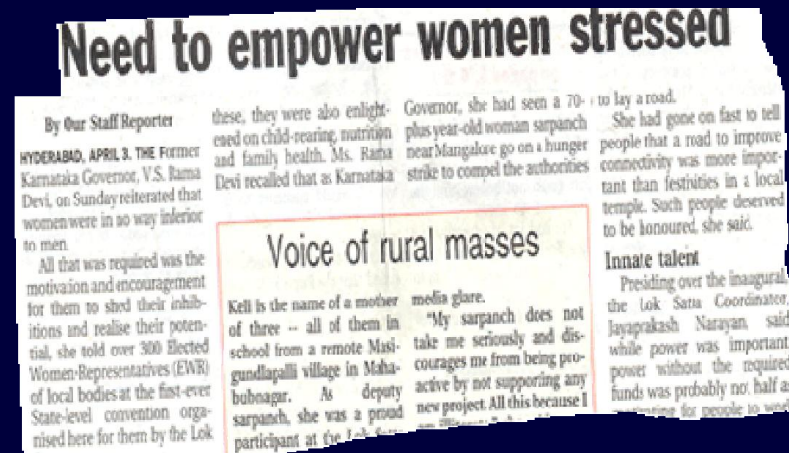 Need to empower women stressed
By Our Staff Reporter
HYDERABAD, APRIL 3. THE Former
Karnataka Governor, V.S. Rama
Devi, on Sunday reiterated that
women were in no way inferior
to men.
All that was required was the
motivation and encouragement
for them to shed their inhib-
itions and realise their poten-
tial, she told over 300 Elected
Women-Representatives (EWR)
of local bodies at the first-ever
State-level convention orga-
nised here for them by the Lok
these, they were also enlight-
ened on child-rearing, nutrition
and family health. Ms. Rama
Devi recalled that as Karnataka
Governor, she had seen a 70-
plus year-old woman sarpanch
near Mangalore go on a hunger
strike to compel the authorities
to lay a road.
She had gone on fast to tell
people that a road to improve
connectivity was more impor-
tant than festivities in a local
temple. Such people deserved
to be honoured, she said.
Innate talent
Presiding over the inaugural,
the Lok Satta Coordinator,
Jayaprakash Narayan, said
while power was important
power without the required
funds was probably not half as
for people to work
Voice of rural masses
Keli is the name of a mother
of three -- all of them in
school from a remote Masi-
gundlapalli village in Maha-
bubnagar. As deputy
sarpanch, she was a proud
participant at the Lok
media glare.
"My sarpanch does not
take me seriously and dis-
courages me from being pro-
active by not supporting any
new project. All this because I